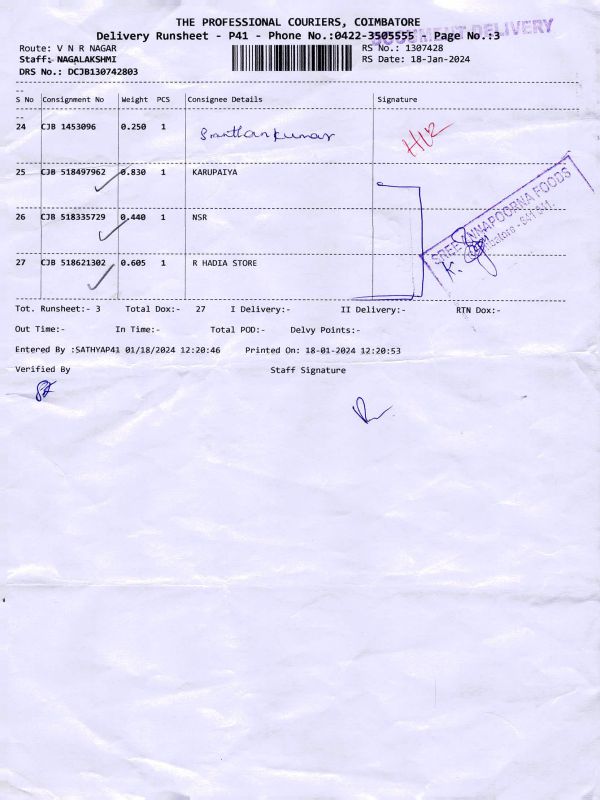 THE PROFESSIONAL COURIERS, COIMBATORE
DOCUMENT DELIVERY
Delivery Runsheet - P41 - Phone No.:0422-3505555 - Page No.:3
Route: V N R NAGAR RS No.: 1307428
Staff: NAGALAKSHMI RS Date: 18-Jan-2024
DRS No.: DCJB130742803
S No Consignment No Weight PCS Consignee Details Signature
24 CJB 1453096 0.250 1
25 CJB 518497962 0.830 1 KARUPAIYA
26 CJB 518335729 0.440 1 NSR
27 CJB 518621302 0.605 1 R HADIA STORE
SREE ANNAPOORNA FOODS
Tot. Runsheet:- 3 Total Dox:- 27 I Delivery:- II Delivery:- RTN Dox:-
Out Time:- In Time:- Total POD:- Delvy Points:-
Entered By :SATHYAP41 01/18/2024 12:20:46 Printed On: 18-01-2024 12:20:53
Verified By Staff Signature